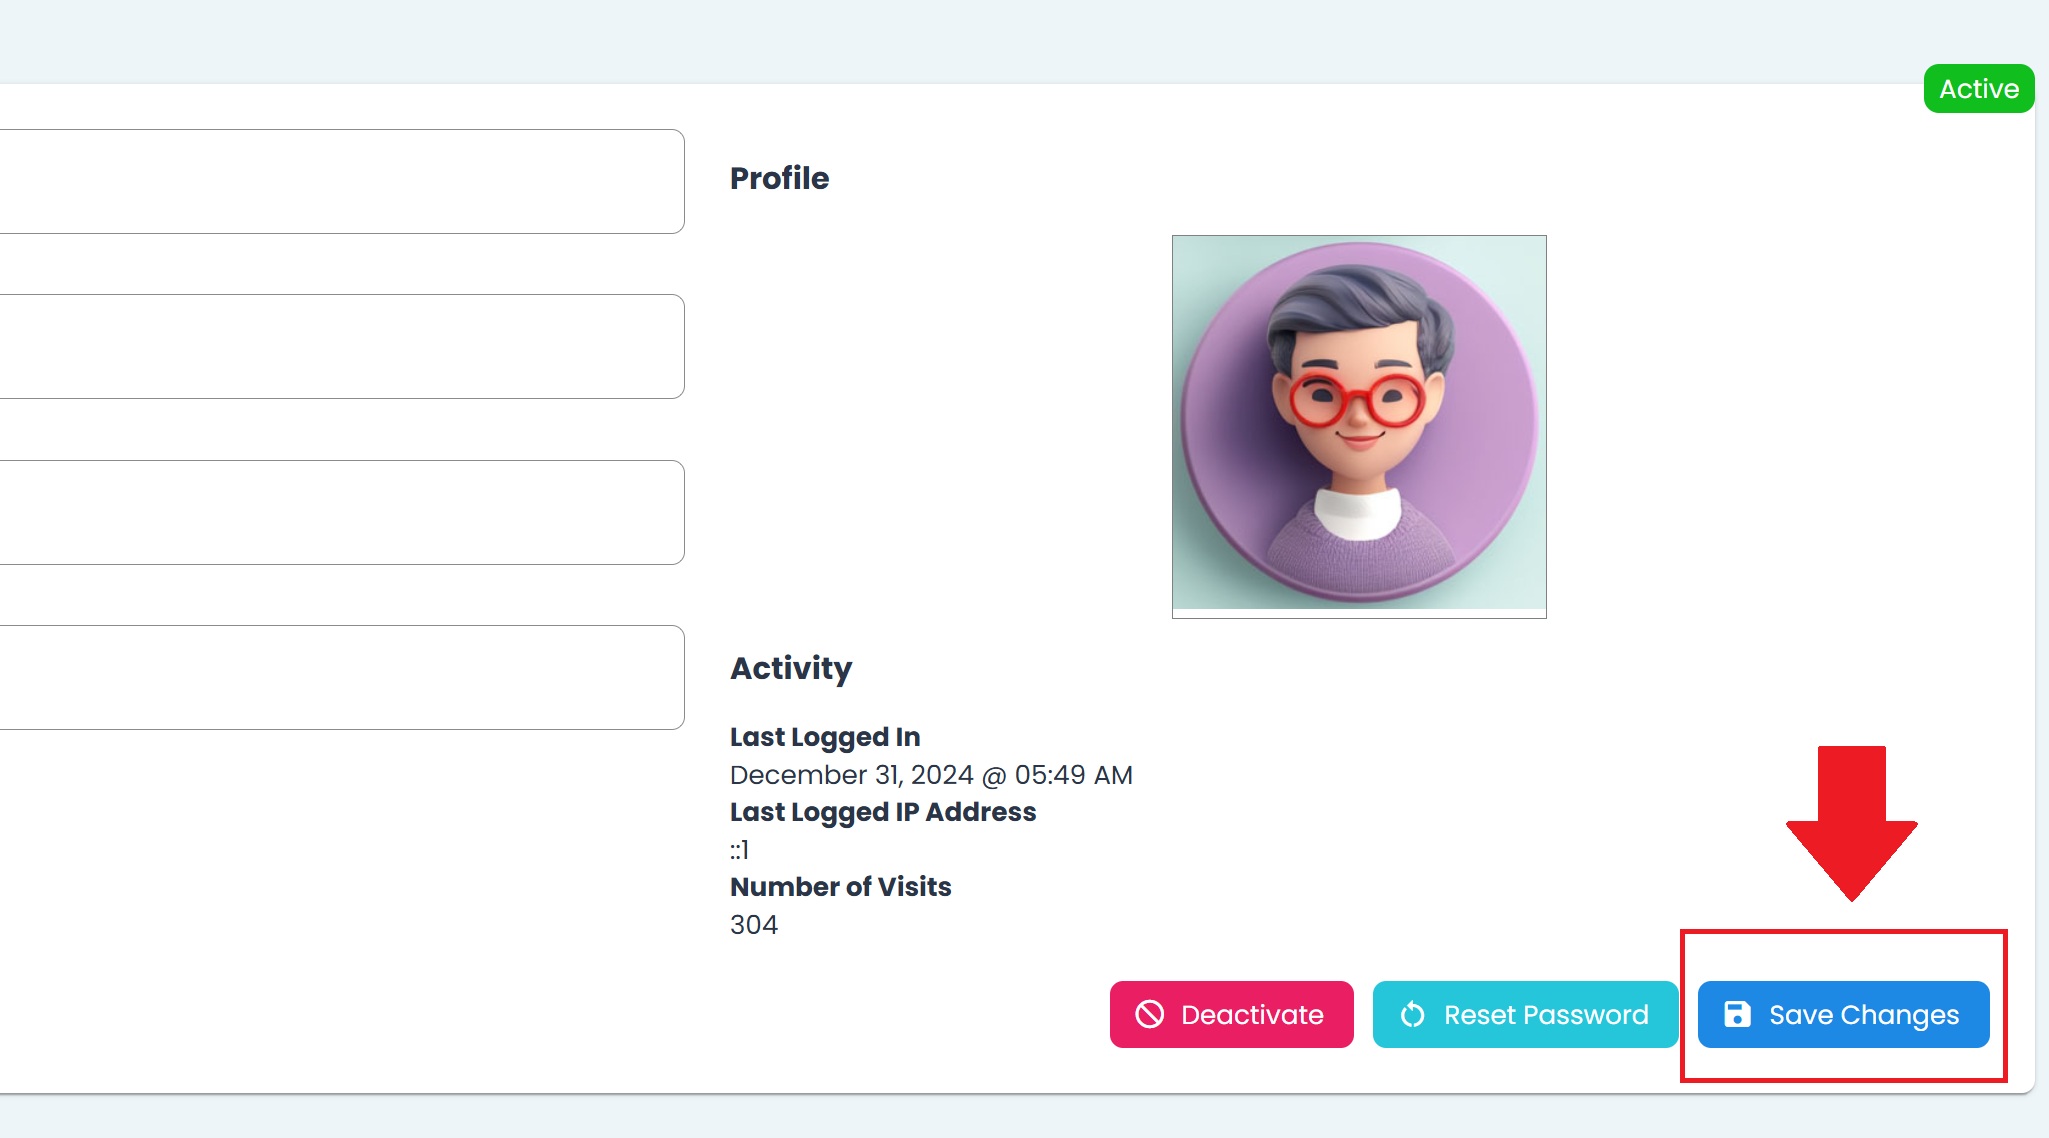 Active
Profile
Activity
Last Logged In
December 31, 2024 @ 05:49 AM
Last Logged IP Address
::1
Number of Visits
304
Deactivate
Reset Password
Save Changes